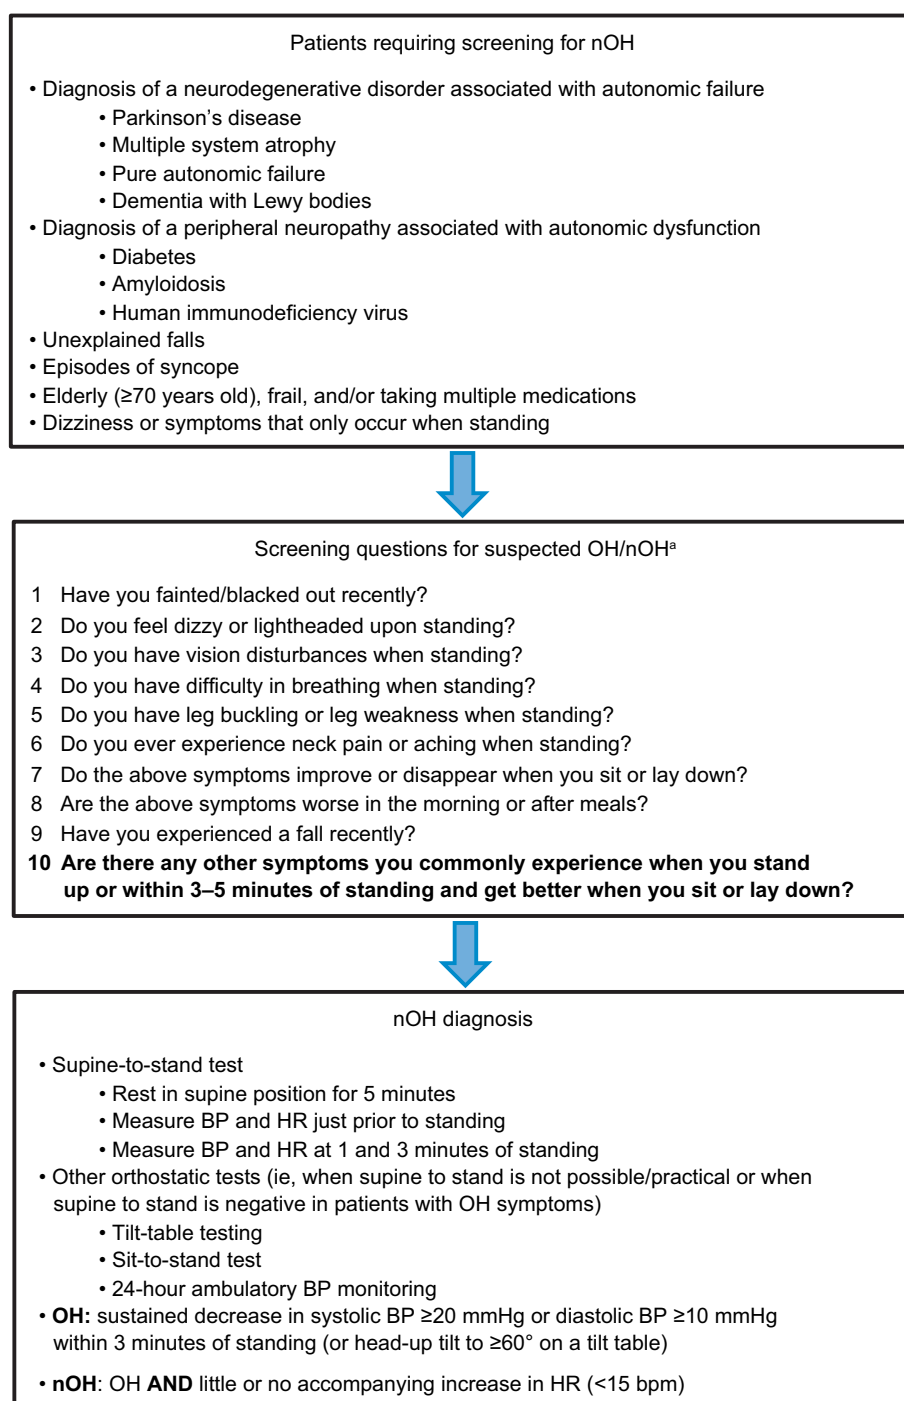 Patients requiring screening for nOH
• Diagnosis of a neurodegenerative disorder associated with autonomic failure
• Parkinson’s disease
• Multiple system atrophy
• Pure autonomic failure
• Dementia with Lewy bodies
• Diagnosis of a peripheral neuropathy associated with autonomic dysfunction
• Diabetes
• Amyloidosis
• Human immunodeficiency virus
• Unexplained falls
• Episodes of syncope
• Elderly (≥70 years old), frail, and/or taking multiple medications
• Dizziness or symptoms that only occur when standing
Screening questions for suspected OH/nOHᵃ
1 Have you fainted/blacked out recently?
2 Do you feel dizzy or lightheaded upon standing?
3 Do you have vision disturbances when standing?
4 Do you have difficulty in breathing when standing?
5 Do you have leg buckling or leg weakness when standing?
6 Do you ever experience neck pain or aching when standing?
7 Do the above symptoms improve or disappear when you sit or lay down?
8 Are the above symptoms worse in the morning or after meals?
9 Have you experienced a fall recently?
10 Are there any other symptoms you commonly experience when you stand
up or within 3–5 minutes of standing and get better when you sit or lay down?
nOH diagnosis
• Supine-to-stand test
• Rest in supine position for 5 minutes
• Measure BP and HR just prior to standing
• Measure BP and HR at 1 and 3 minutes of standing
• Other orthostatic tests (ie, when supine to stand is not possible/practical or when
supine to stand is negative in patients with OH symptoms)
• Tilt-table testing
• Sit-to-stand test
• 24-hour ambulatory BP monitoring
• OH: sustained decrease in systolic BP ≥20 mmHg or diastolic BP ≥10 mmHg
within 3 minutes of standing (or head-up tilt to ≥60° on a tilt table)
• nOH: OH AND little or no accompanying increase in HR (<15 bpm)